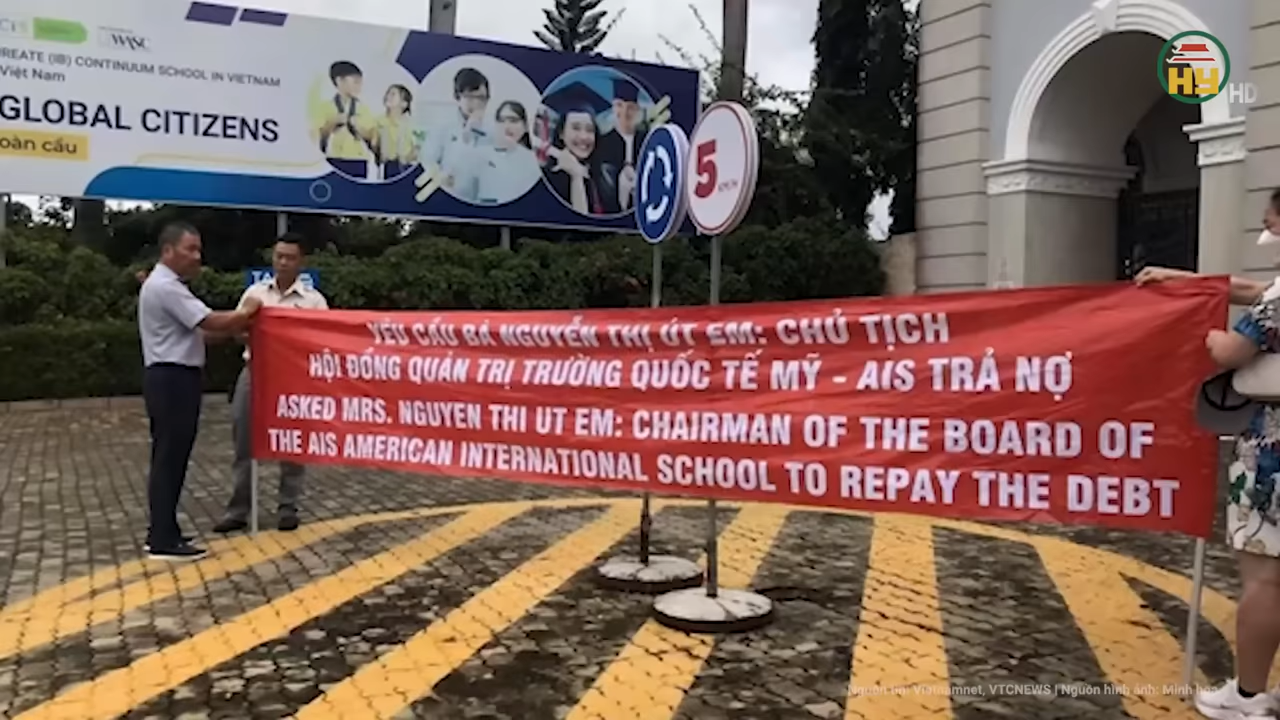 WASC
(IB) CONTINUUM SCHOOL IN VIETNAM
Việt Nam
GLOBAL CITIZENS
toàn cầu
5
HY HD
YÊU CẦU BÀ NGUYỄN THỊ ÚT EM: CHỦ TỊCH
HỘI ĐỒNG QUẢN TRỊ TRƯỜNG QUỐC TẾ MỸ - AIS TRẢ NỢ
ASKED MRS. NGUYEN THI UT EM: CHAIRMAN OF THE BOARD OF
THE AIS AMERICAN INTERNATIONAL SCHOOL TO REPAY THE DEBT
Vietnamnet, VTCNEWS | Nguồn hình ảnh: Minh họa